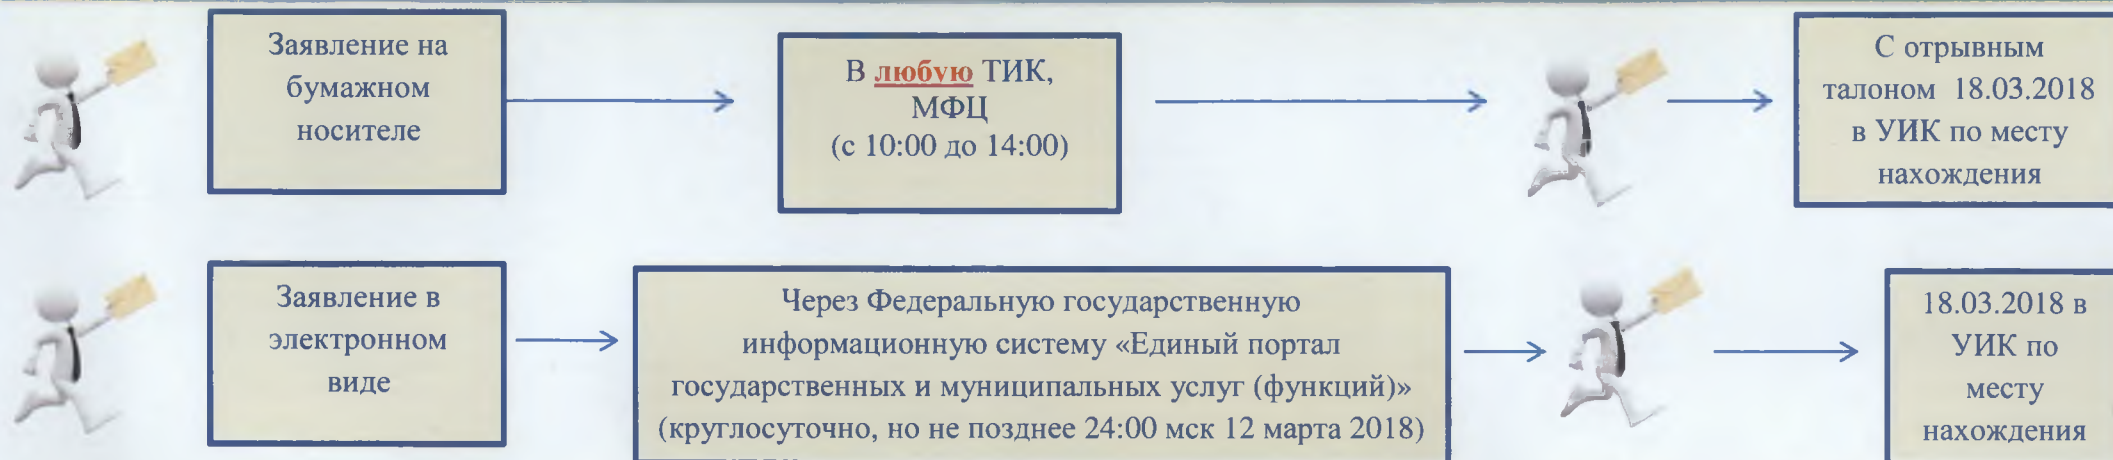 Заявление на
бумажном
носителе
В любую ТИК,
МФЦ
(с 10:00 до 14:00)
С отрывным
талоном 18.03.2018
в УИК по месту
нахождения
Заявление в
электронном
виде
Через Федеральную государственную
информационную систему «Единый портал
государственных и муниципальных услуг (функций)»
(круглосуточно, но не позднее 24:00 мск 12 марта 2018)
18.03.2018 в
УИК по
месту
нахождения